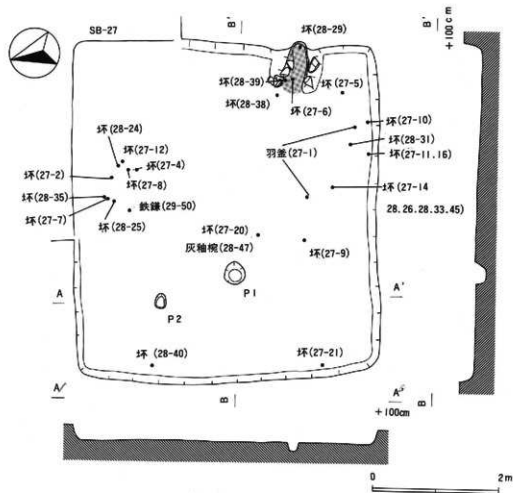 SB-27
B'
坏(28-29)
B'
+100cm
坏(28-39)
坏(27-5)
坏(28-38)
坏(27-6)
坏(28-24)
坏(27-10)
坏(27-12)
羽釜(27-1)
坏(28-31)
坏(27-2)
坏(27-4)
坏(27-11.16)
坏(27-8)
坏(28-35)
坏(27-14
坏(27-7)
鉄鎌(29-50)
28.26.28.33.45)
坏(28-25)
坏(27-20)
灰釉椀(28-47)
坏(27-9)
P1
A
A'
P2
坏(28-40)
坏(27-21)
B
B
+100cm
0
2m